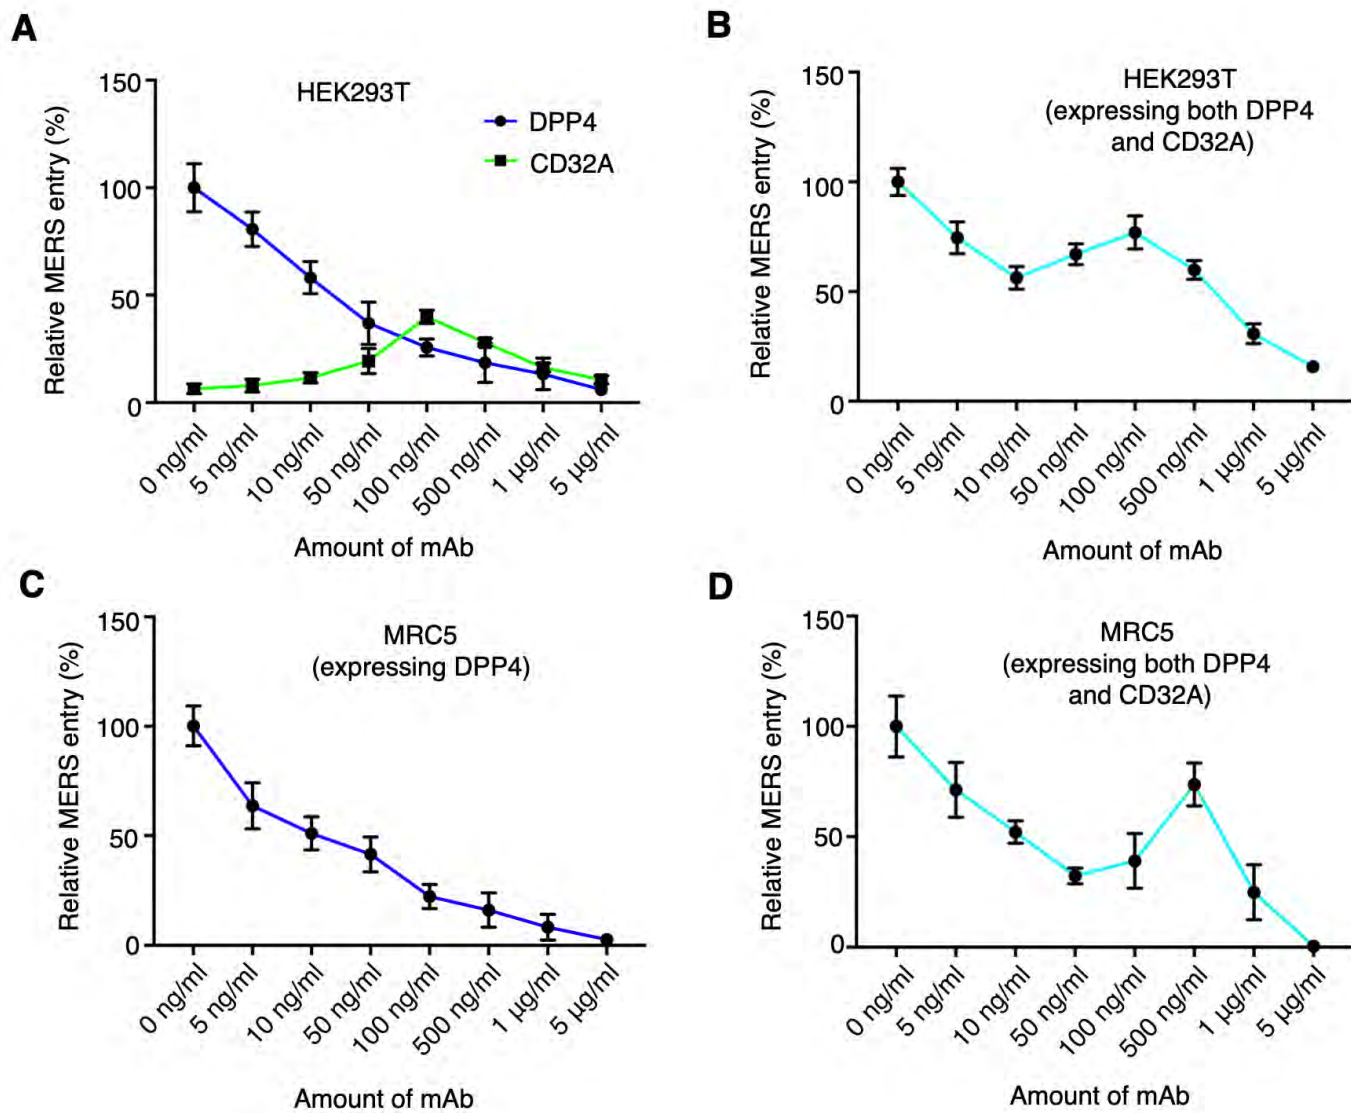 A
HEK293T
DPP4
CD32A
Relative MERS entry (%)
150
100
50
0
0 ng/ml
5 ng/ml
10 ng/ml
50 ng/ml
100 ng/ml
500 ng/ml
1 µg/ml
5 µg/ml
Amount of mAb
B
HEK293T
(expressing both DPP4
and CD32A)
Relative MERS entry (%)
150
100
50
0
0 ng/ml
5 ng/ml
10 ng/ml
50 ng/ml
100 ng/ml
500 ng/ml
1 µg/ml
5 µg/ml
Amount of mAb
C
MRC5
(expressing DPP4)
Relative MERS entry (%)
150
100
50
0
0 ng/ml
5 ng/ml
10 ng/ml
50 ng/ml
100 ng/ml
500 ng/ml
1 µg/ml
5 µg/ml
Amount of mAb
D
MRC5
(expressing both DPP4
and CD32A)
Relative MERS entry (%)
150
100
50
0
0 ng/ml
5 ng/ml
10 ng/ml
50 ng/ml
100 ng/ml
500 ng/ml
1 µg/ml
5 µg/ml
Amount of mAb